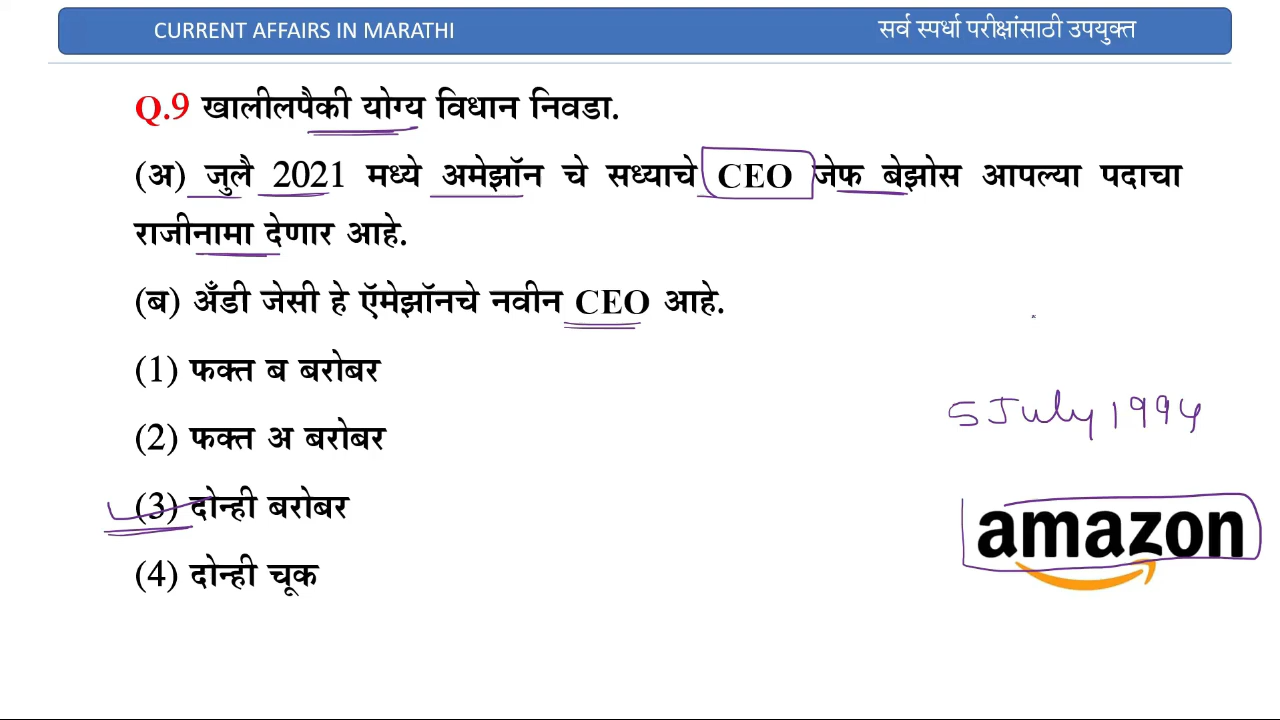 CURRENT AFFAIRS IN MARATHI
सर्व स्पर्धा परीक्षांसाठी उपयुक्त
Q.9 खालीलपैकी योग्य विधान निवडा.
(अ) जुलै 2021 मध्ये अमेझॉन चे सध्याचे CEO जेफ बेझोस आपल्या पदाचा
राजीनामा देणार आहे.
(ब) अँडी जेसी हे ऍमेझॉनचे नवीन CEO आहे.
(1) फक्त ब बरोबर
(2) फक्त अ बरोबर
5 July 1994
(3) दोन्ही बरोबर
amazon
(4) दोन्ही चूक